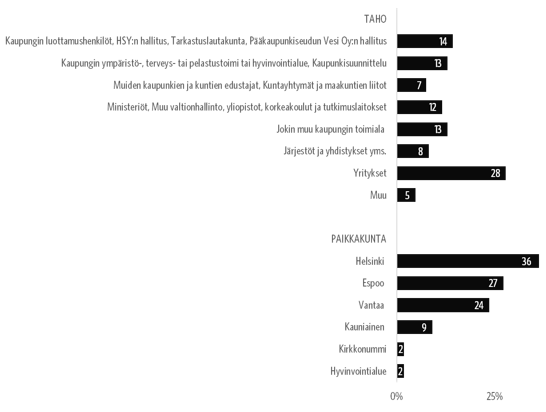 TAHO
Kaupungin luottamushenkilöt, HSY:n hallitus, Tarkastuslautakunta, Pääkaupunkiseudun Vesi Oy:n hallitus 14
Kaupungin ympäristö-, terveys- tai pelastustoimi tai hyvinvointialue, Kaupunkisuunnittelu 13
Muiden kaupunkien ja kuntien edustajat, Kuntayhtymät ja maakuntien liitot 7
Ministeriöt, Muu valtionhallinto, yliopistot, korkeakoulut ja tutkimuslaitokset 12
Jokin muu kaupungin toimiala 13
Järjestöt ja yhdistykset yms. 8
Yritykset 28
Muu 5
PAIKKAKUNTA
Helsinki 36
Espoo 27
Vantaa 24
Kauniainen 9
Kirkkonummi 2
Hyvinvointialue 2
0% 25%